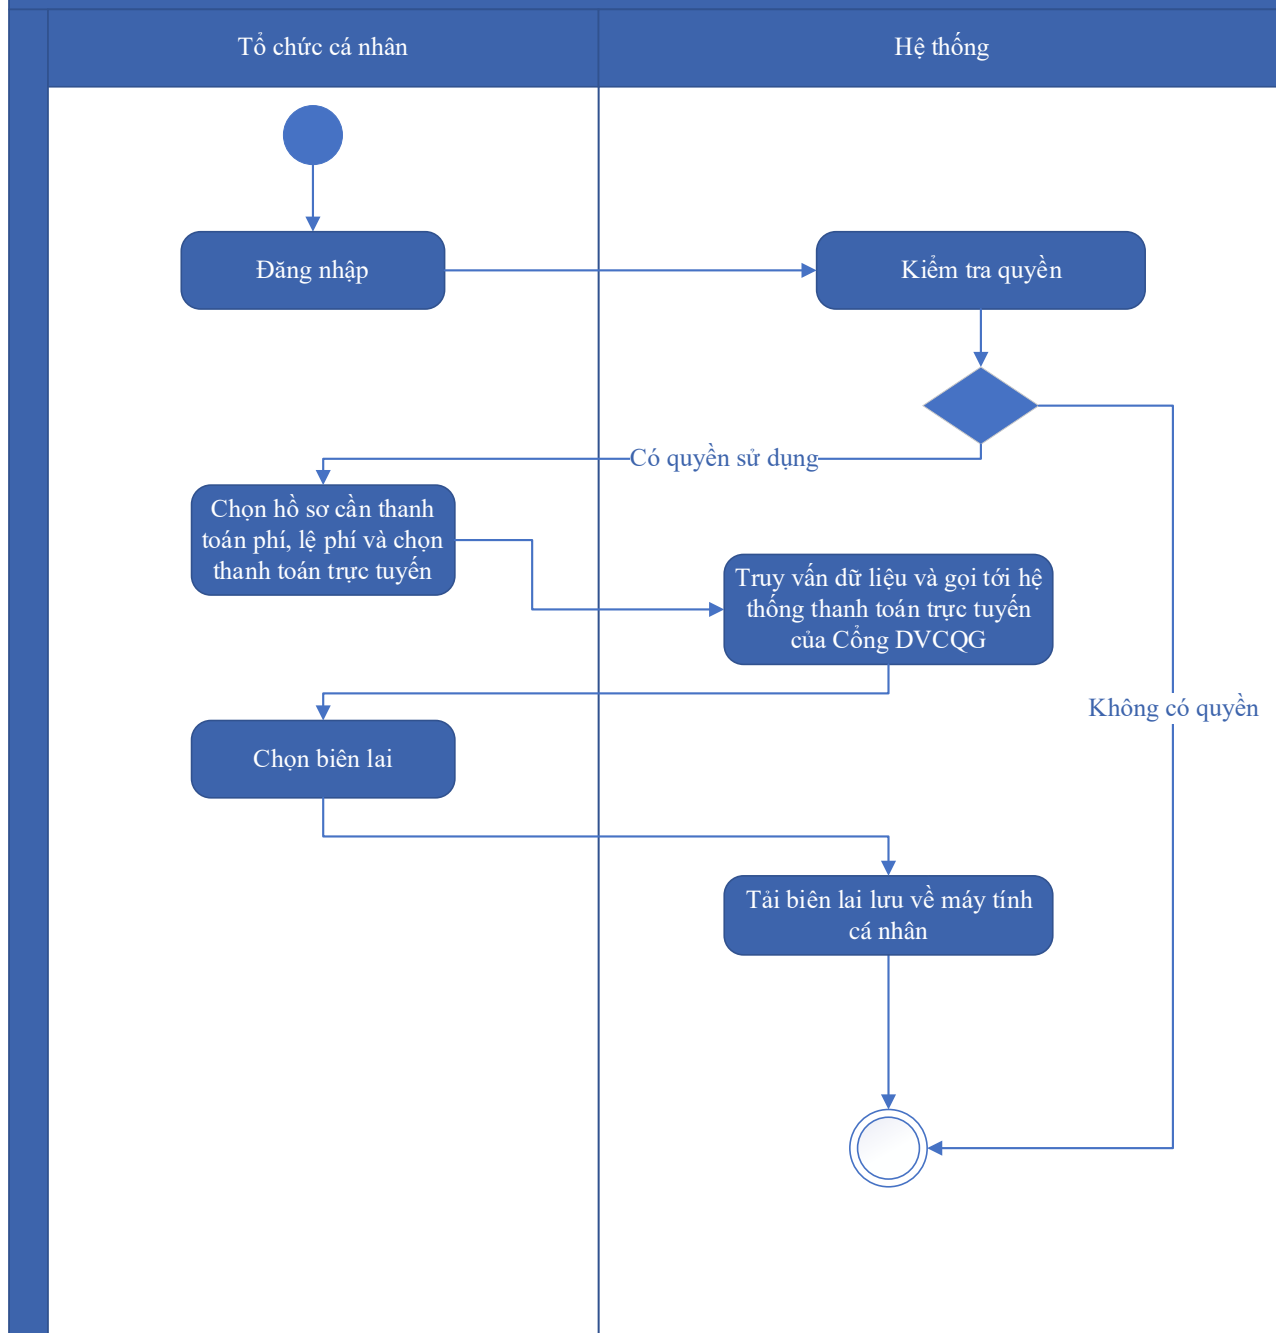 Tổ chức cá nhân
Hệ thống
Đăng nhập
Kiểm tra quyền
Có quyền sử dụng
Chọn hồ sơ cần thanh
toán phí, lệ phí và chọn
thanh toán trực tuyến
Truy vấn dữ liệu và gọi tới hệ
thống thanh toán trực tuyến
của Cổng DVCQG
Không có quyền
Chọn biên lai
Tải biên lai lưu về máy tính
cá nhân